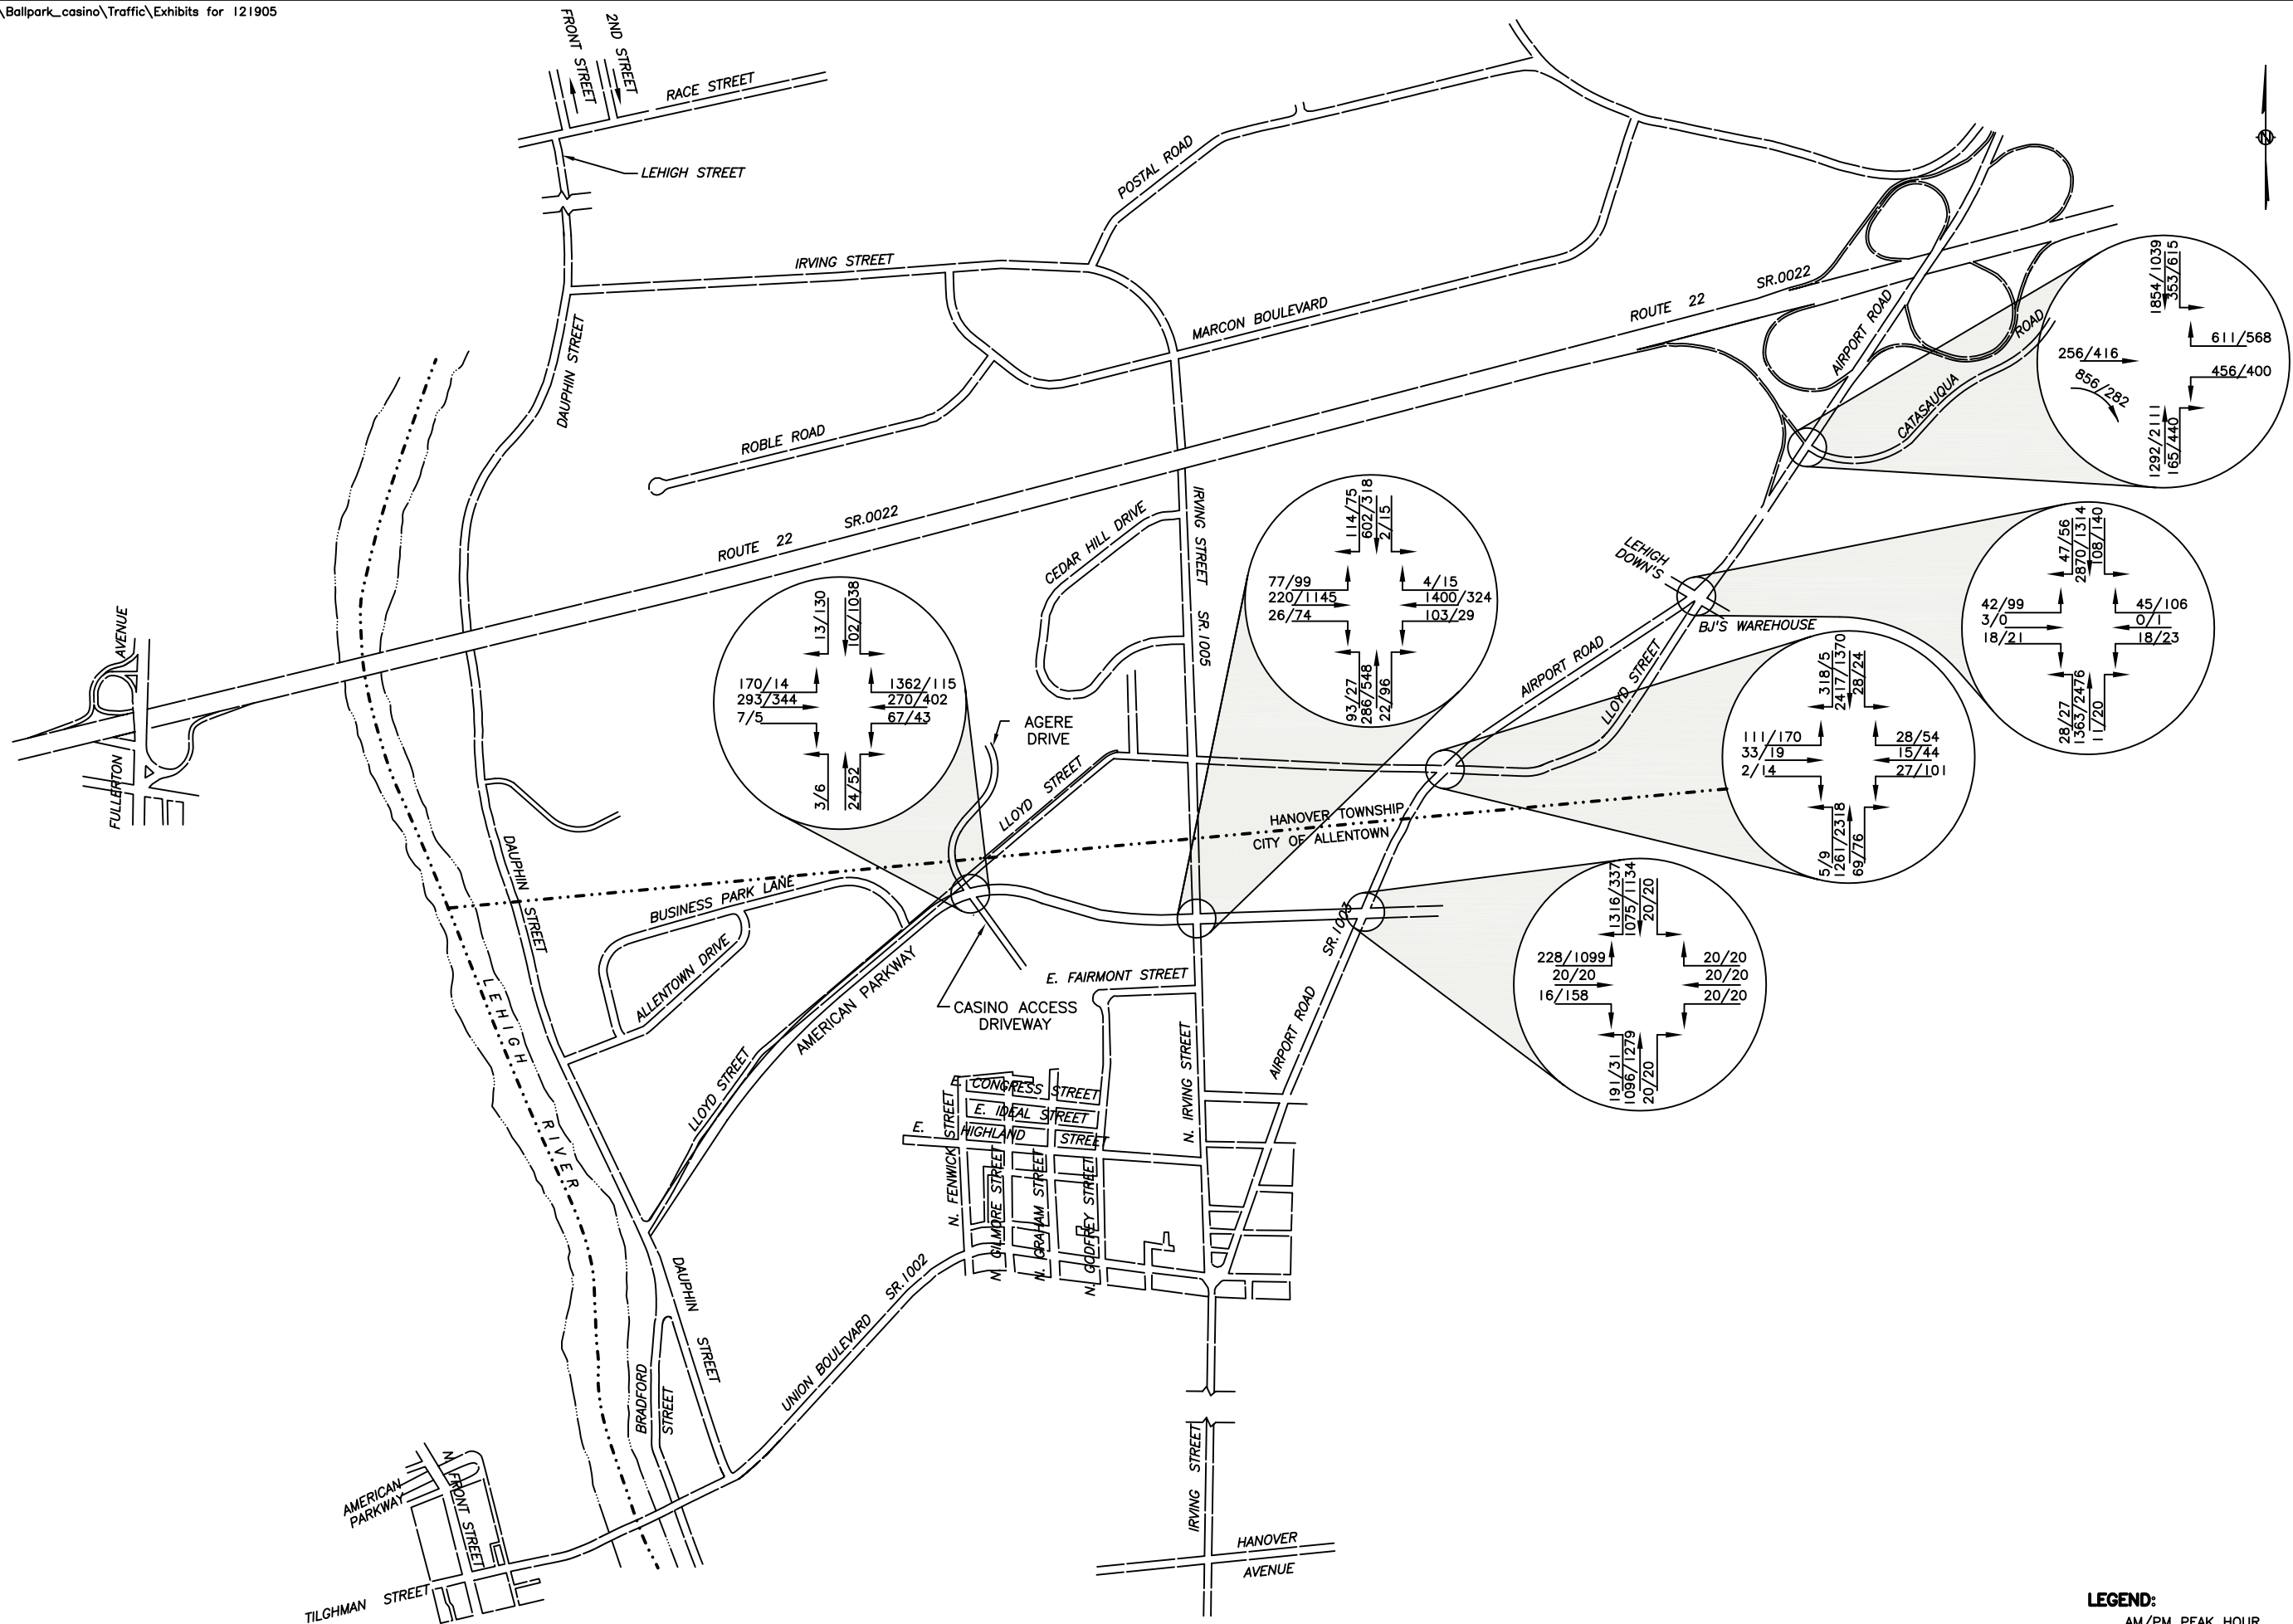 \Ballpark_casino\Traffic\Exhibits for 121905
FRONT STREET
2ND STREET
RACE STREET
LEHIGH STREET
POSTAL ROAD
IRVING STREET
DAUPHIN STREET
MARCON BOULEVARD
ROUTE 22
SR.0022
AIRPORT ROAD
CATASAUQUA ROAD
N
1854/1039
353/615
611/568
256/416
456/400
856/282
1292/2111
165/440
ROBLE ROAD
ROUTE 22
SR.0022
CEDAR HILL DRIVE
IRVING STREET SR.1005
114/75
602/318
2/15
77/99
220/1145
26/74
4/15
1400/324
103/29
93/27
286/548
22/96
LEHIGH
DOWN'S
BJ'S WAREHOUSE
47/56
2870/1314
108/140
42/99
3/0
18/21
45/106
0/1
18/23
28/27
1363/2476
11/20
13/130
102/1038
170/14
293/344
7/5
1362/115
270/402
67/43
3/6
24/52
AIRPORT ROAD
LLOYD STREET
318/5
2417/1370
28/24
111/170
33/19
2/14
28/54
15/44
27/101
5/9
1261/2318
69/76
FULLERTON AVENUE
AGERE
DRIVE
LLOYD STREET
HANOVER TOWNSHIP
CITY OF ALLENTOWN
DAUPHIN STREET
BUSINESS PARK LANE
ALLENTOWN DRIVE
AMERICAN PARKWAY
SR.1003
1316/337
1075/1134
20/20
228/1099
20/20
16/158
20/20
20/20
20/20
191/31
1096/1279
20/20
E. FAIRMONT STREET
CASINO ACCESS
DRIVEWAY
LEHIGH RIVER
LLOYD STREET
N. IRVING STREET
AIRPORT ROAD
E. CONGRESS STREET
E. IDEAL STREET
E. HIGHLAND STREET
N. FENWICK STREET
N. GILMORE STREET
N. GRAHAM STREET
N. GODFREY STREET
DAUPHIN STREET
UNION BOULEVARD SR.1002
BRADFORD
STREET
AMERICAN
PARKWAY
N. FRONT STREET
TILGHMAN STREET
IRVING STREET
HANOVER
AVENUE
LEGEND:
AM/PM PEAK HOUR